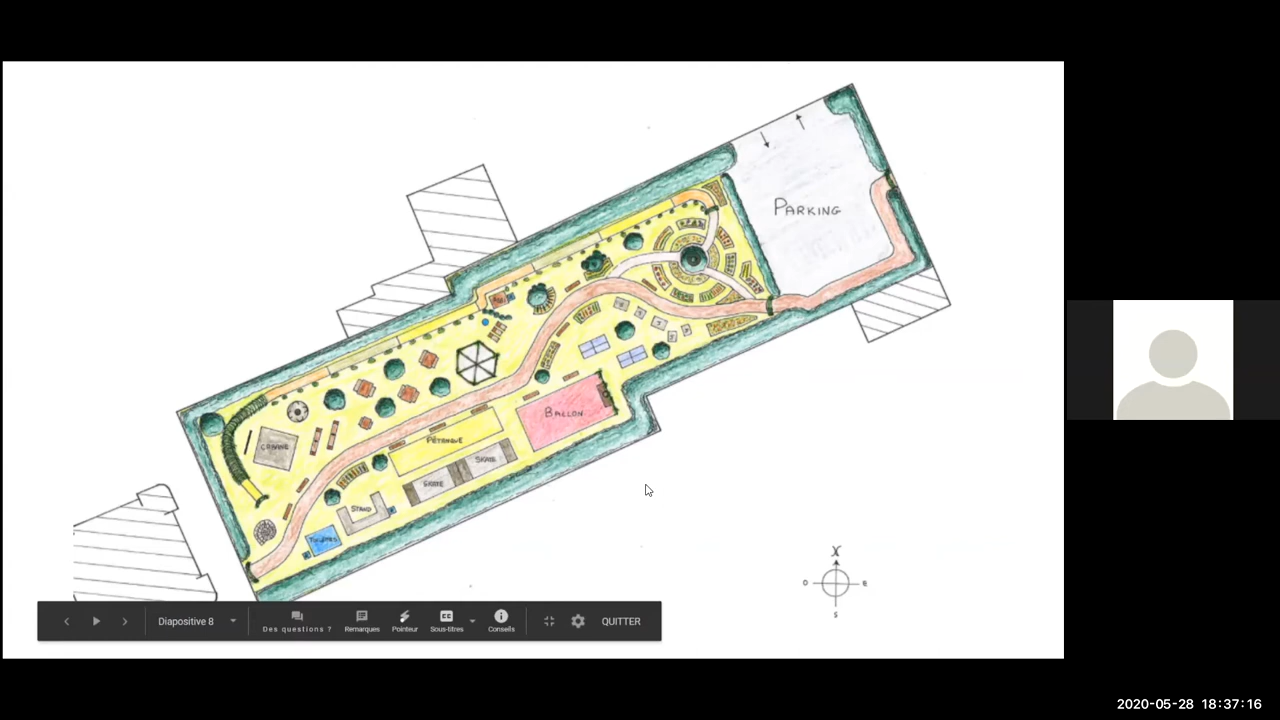 PARKING
BALLON
PÉTANQUE
SKATE
SKATE
STAND
TOILETTES
N
O
E
S
Diapositive 8
Des questions ?
Remarques
Pointeur
CC
Sous-titres
Conseils
QUITTER
2020-05-28 18:37:16